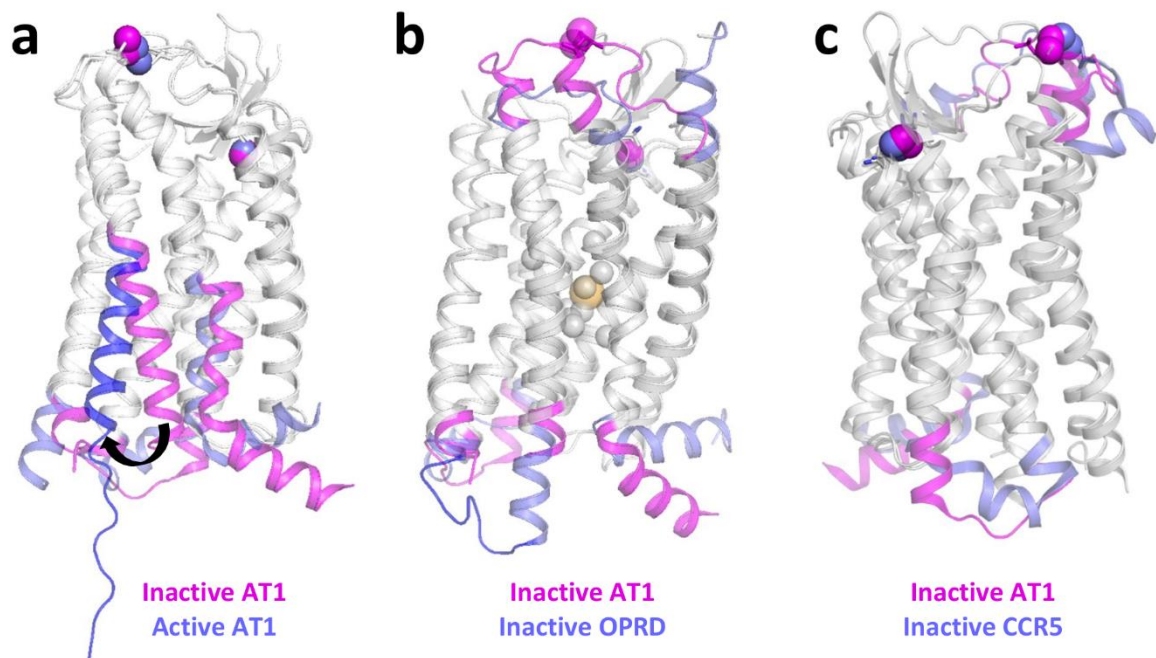 a
b
c
Inactive AT1
Active AT1
Inactive AT1
Inactive OPRD
Inactive AT1
Inactive CCR5